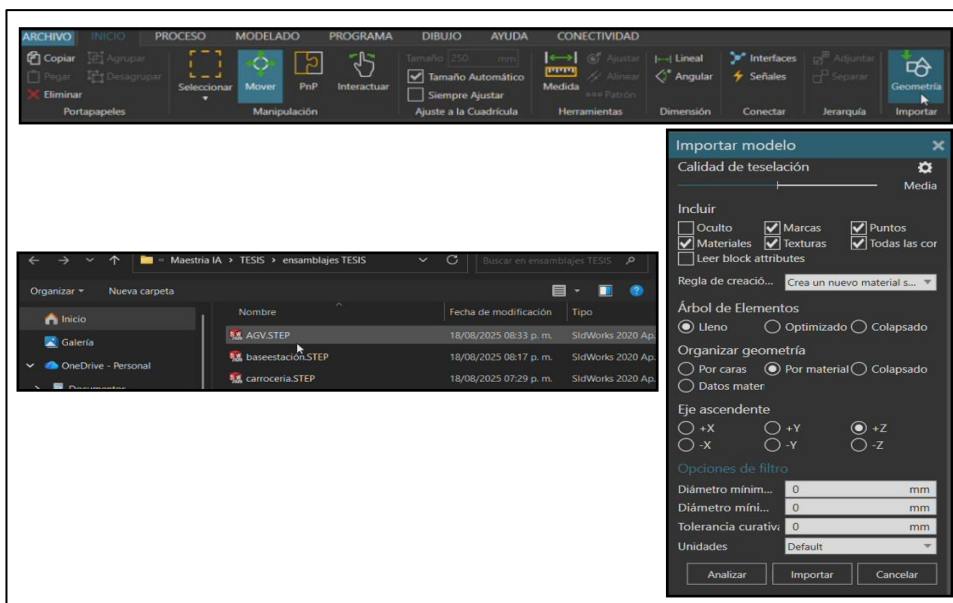 ARCHIVO INICIO PROCESO MODELADO PROGRAMA DIBUJO AYUDA CONECTIVIDAD
Copiar Agrupar Tamaño 250 mm Ajustar Lineal Interfaces Adjuntar
Pegar Desagrupar Seleccionar Mover PnP Interactuar Tamaño Automático Medida Alinear Angular Señales Separar Geometría
Eliminar Siempre Ajustar Patrón
Portapapeles Manipulación Ajuste a la Cuadrícula Herramientas Dimensión Conectar Jerarquía Importar
Importar modelo
Calidad de teselación
Media
Incluir
Oculto Marcas Puntos
Materiales Texturas Todas las cor
Leer block attributes
Regla de creació... Crea un nuevo material s...
Árbol de Elementos
Lleno Optimizado Colapsado
Organizar geometría
Por caras Por material Colapsado
Datos mater
Eje ascendente
+X +Y +Z
-X -Y -Z
Opciones de filtro
Diámetro mínim... 0 mm
Diámetro míni... 0 mm
Tolerancia curativa 0 mm
Unidades Default
Analizar Importar Cancelar
« Maestria IA > TESIS > ensamblajes TESIS Buscar en ensamblajes TESIS
Organizar Nueva carpeta
Inicio Nombre Fecha de modificación Tipo
Galería AGV.STEP 18/08/2025 08:33 p. m. SldWorks 2020 Ap.
OneDrive - Personal baseestación.STEP 18/08/2025 08:17 p. m. SldWorks 2020 Ap.
Documentos carroceria.STEP 18/08/2025 07:29 p. m. SldWorks 2020 Ap.